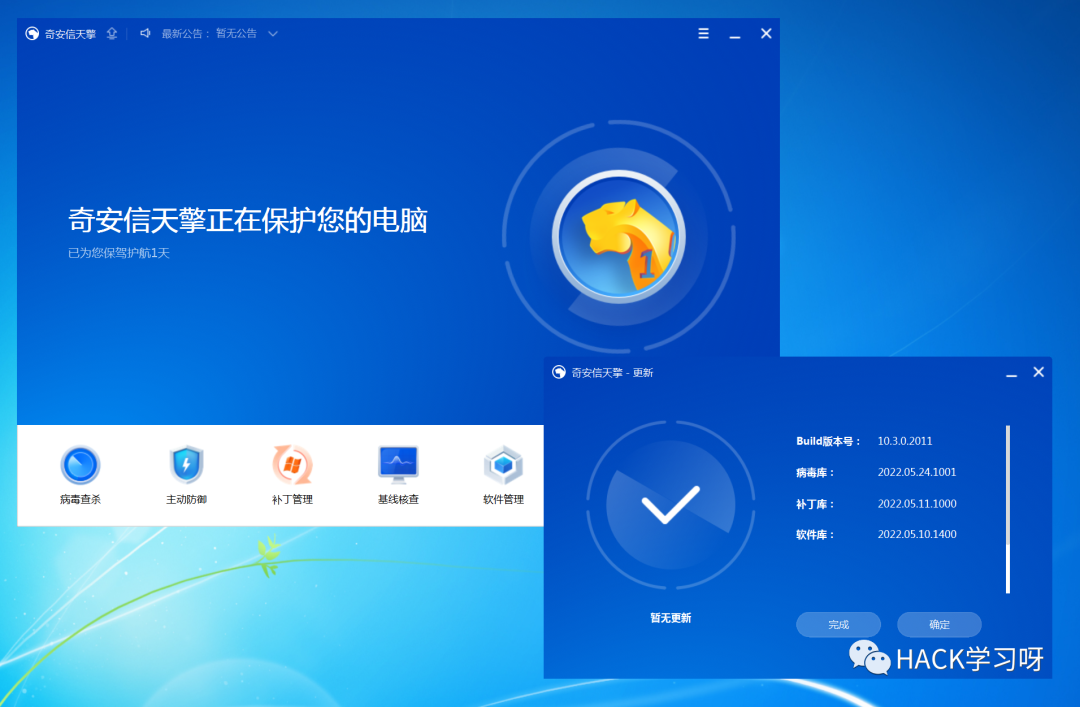 奇安信天擎
最新公告： 暂无公告
奇安信天擎正在保护您的电脑
已为您保驾护航1天
1
病毒查杀
主动防御
补丁管理
基线核查
软件管理
奇安信天擎 - 更新
Build版本号： 10.3.0.2011
病毒库： 2022.05.24.1001
补丁库： 2022.05.11.1000
软件库： 2022.05.10.1400
暂无更新
完成
确定
HACK学习呀